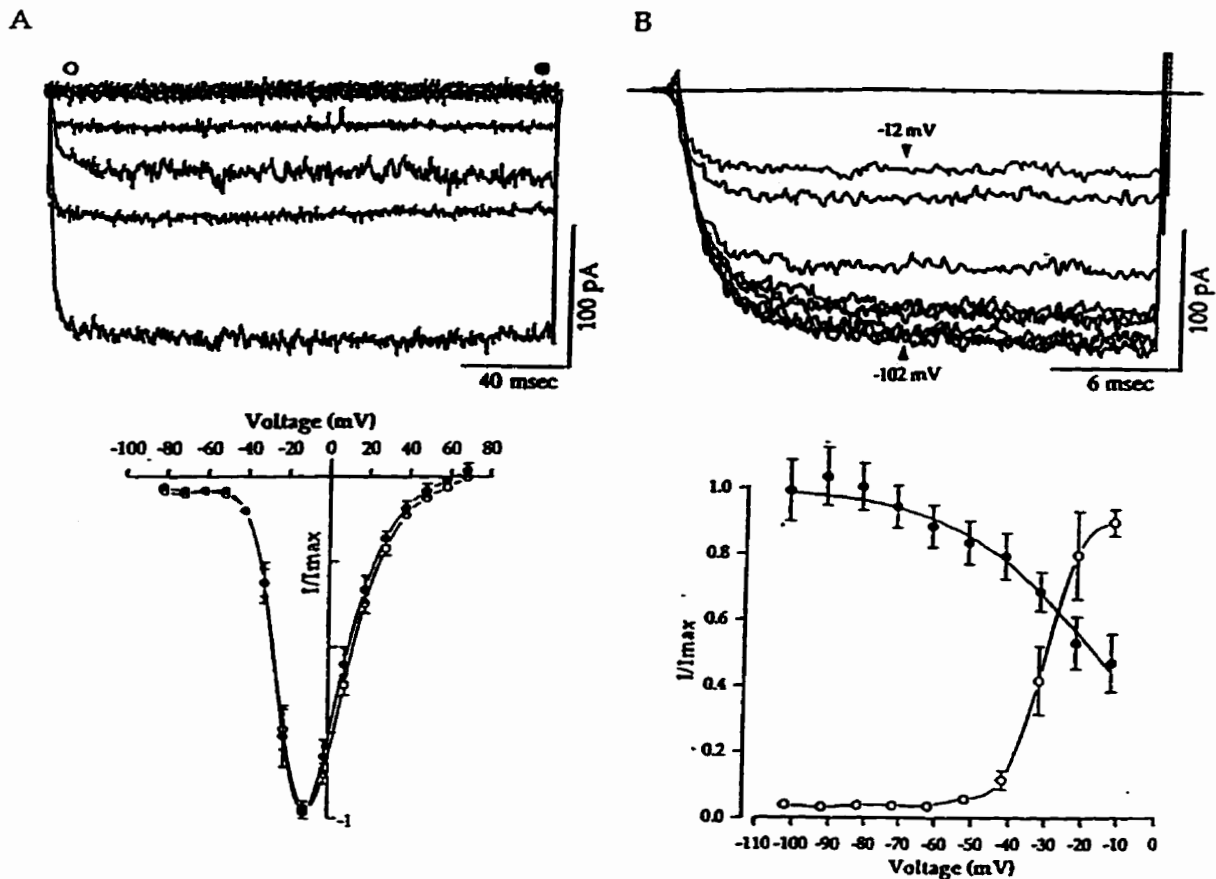 A
B
-12 mV
-102 mV
100 pA
40 msec
100 pA
6 msec
Voltage (mV)
-100 -80 -60 -40 -20 0 20 40 60 80
I/Imax
-1
1.0
0.8
0.6
0.4
0.2
0.0
I/Imax
-110 -100 -90 -80 -70 -60 -50 -40 -30 -20 -10 0
Voltage (mV)